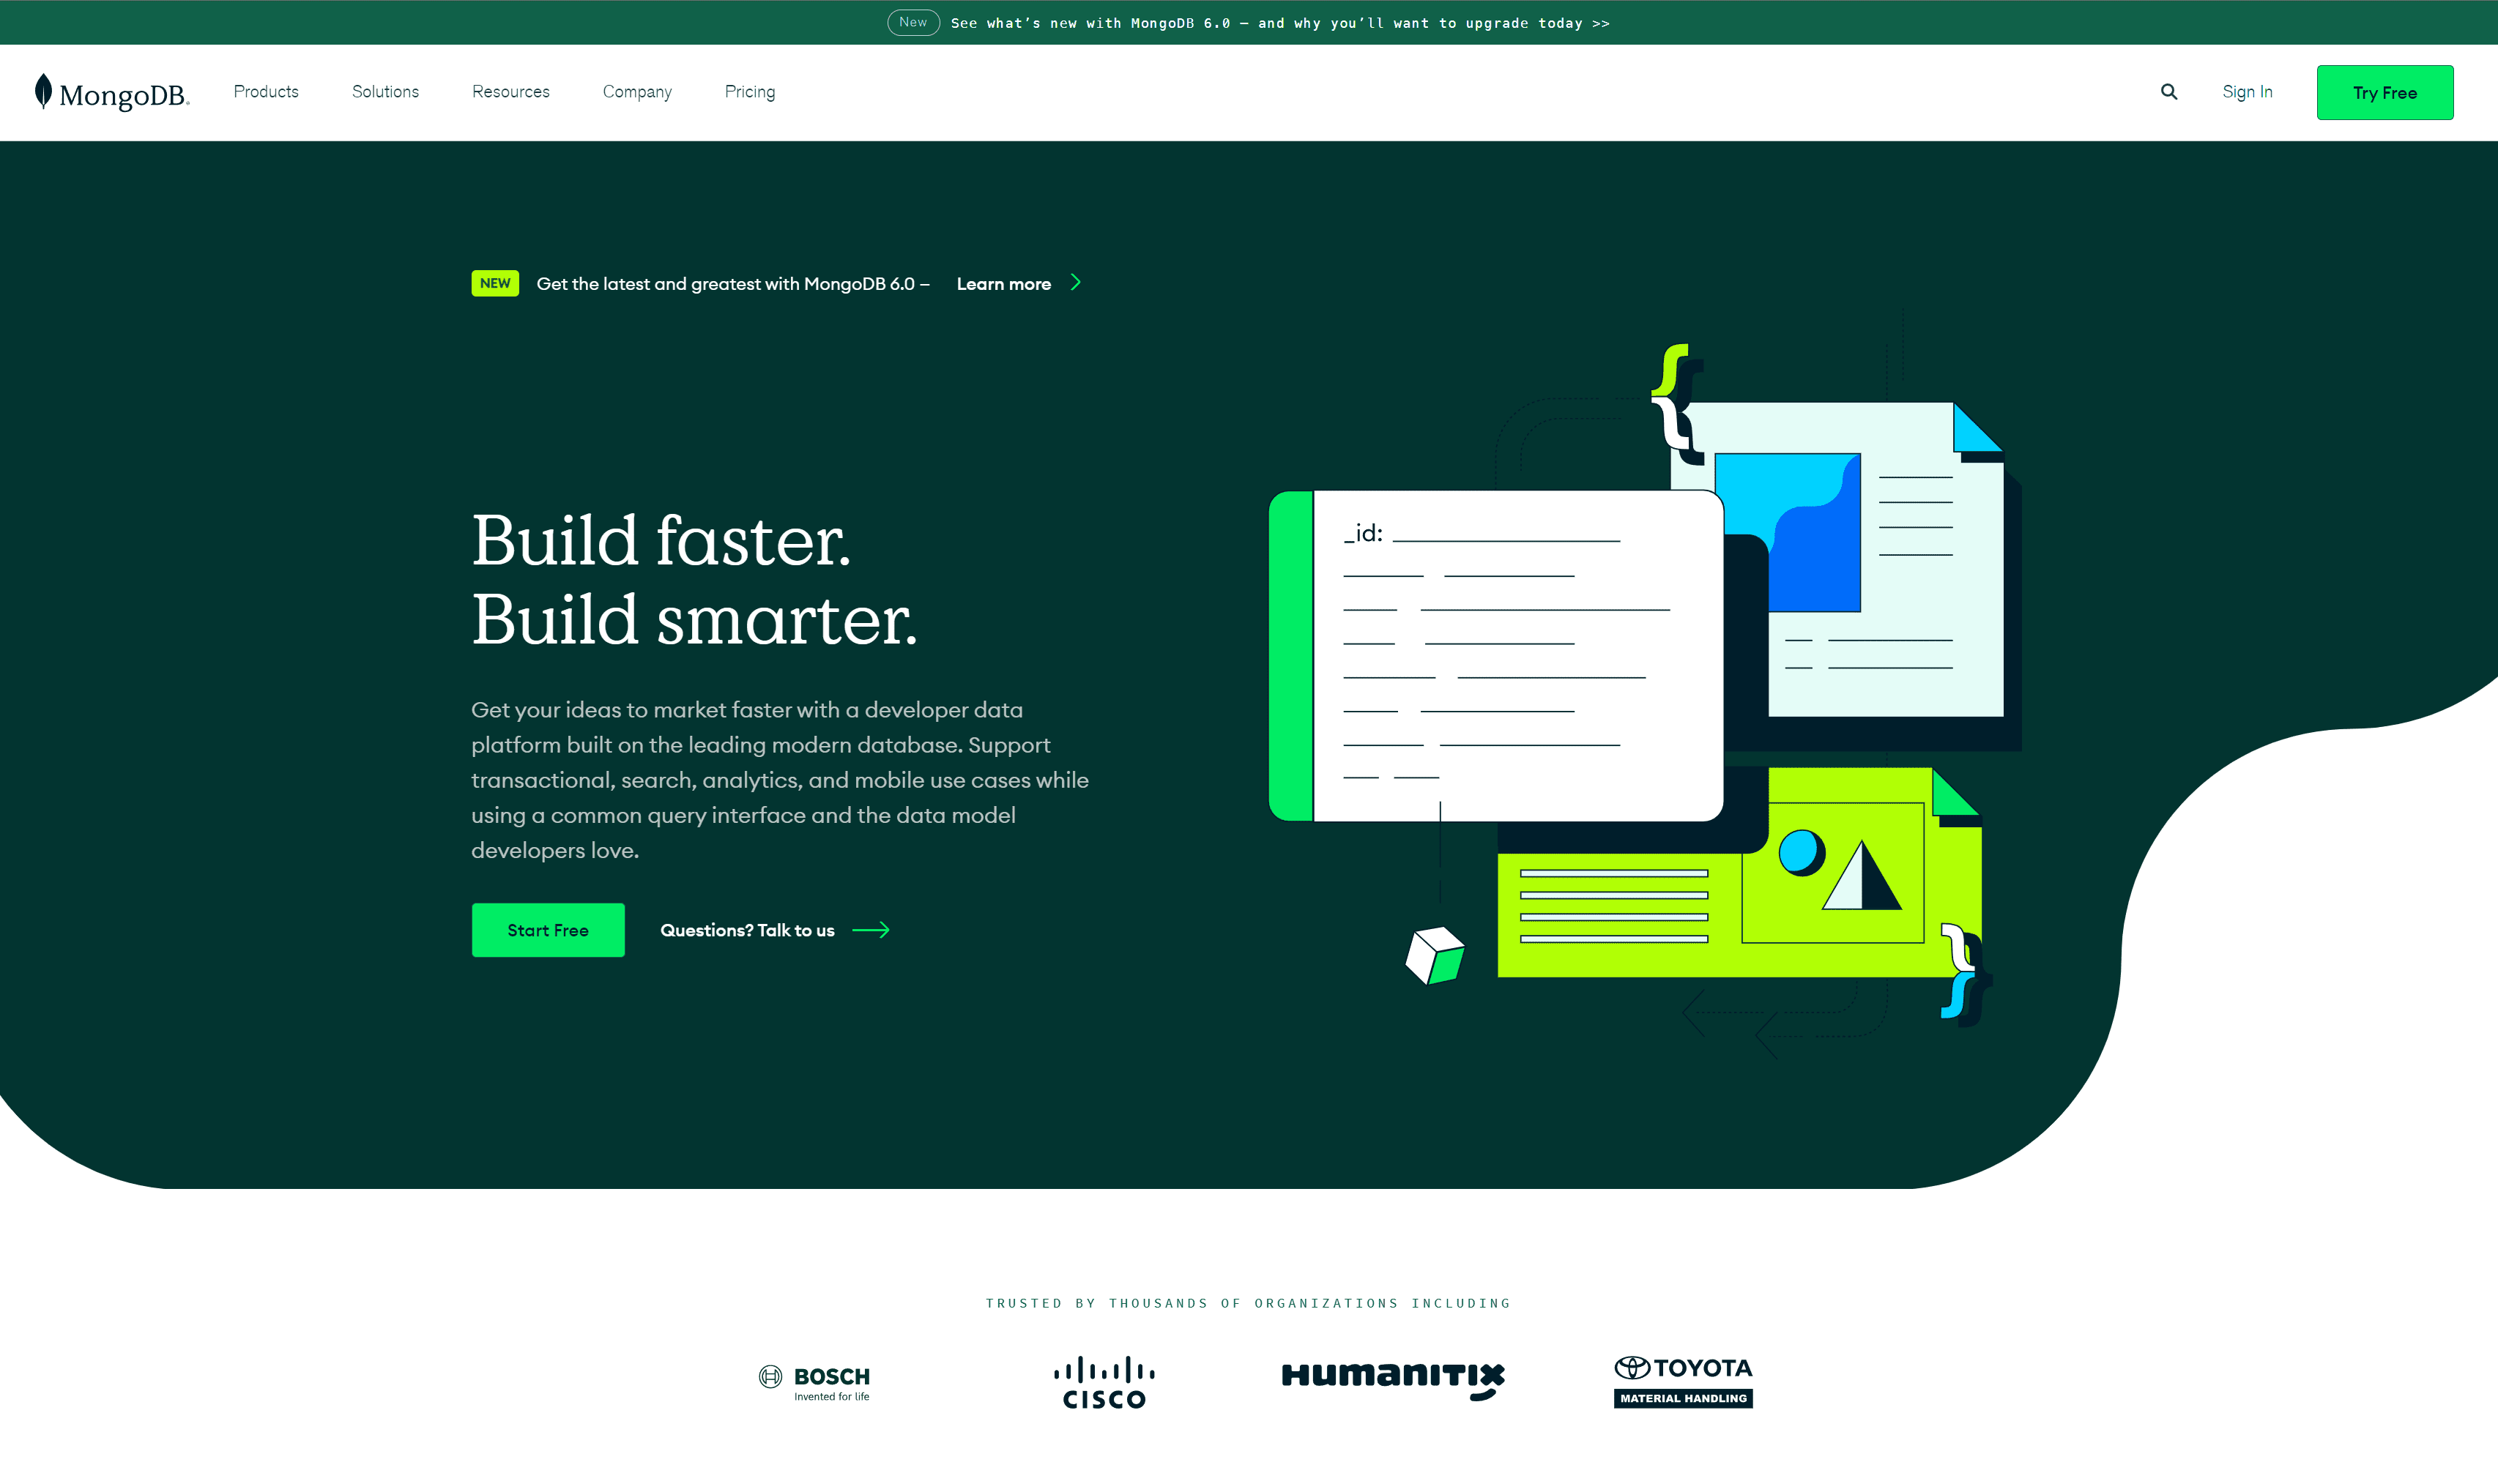 New See what’s new with MongoDB 6.0 — and why you’ll want to upgrade today >>
MongoDB® Products Solutions Resources Company Pricing Sign In Try Free
NEW Get the latest and greatest with MongoDB 6.0 – Learn more
Build faster.
Build smarter.
Get your ideas to market faster with a developer data
platform built on the leading modern database. Support
transactional, search, analytics, and mobile use cases while
using a common query interface and the data model
developers love.
Start Free Questions? Talk to us
_id:
TRUSTED BY THOUSANDS OF ORGANIZATIONS INCLUDING
BOSCH
Invented for life
CISCO
Humanitix
TOYOTA
MATERIAL HANDLING